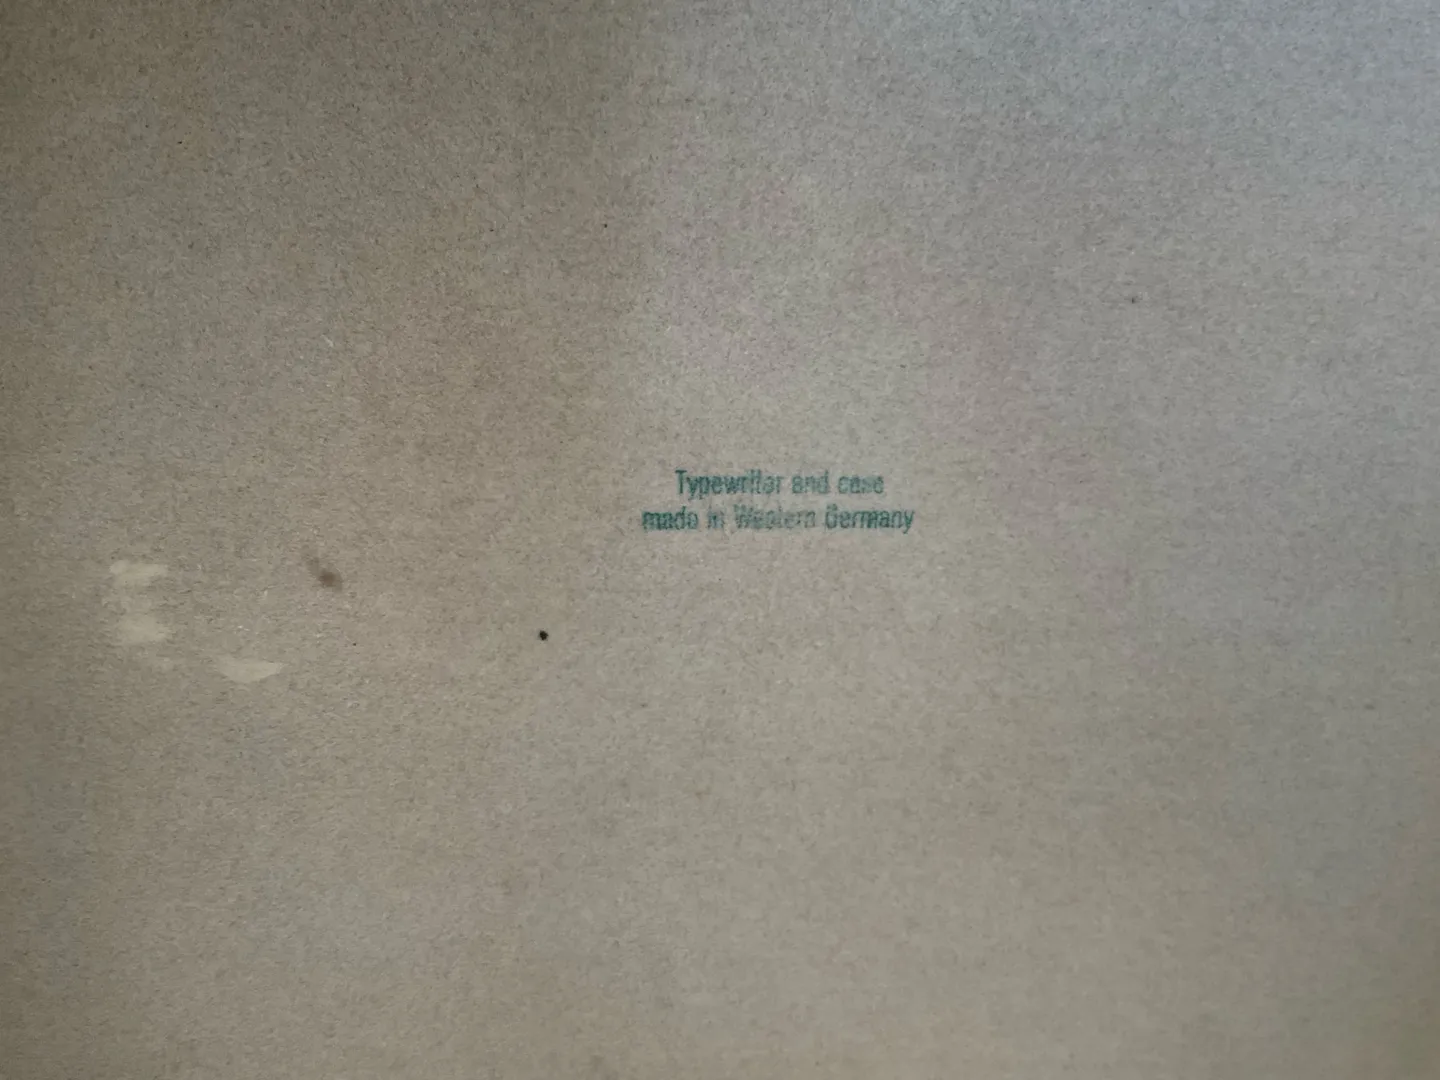 Typewriter and case
made in Western Germany